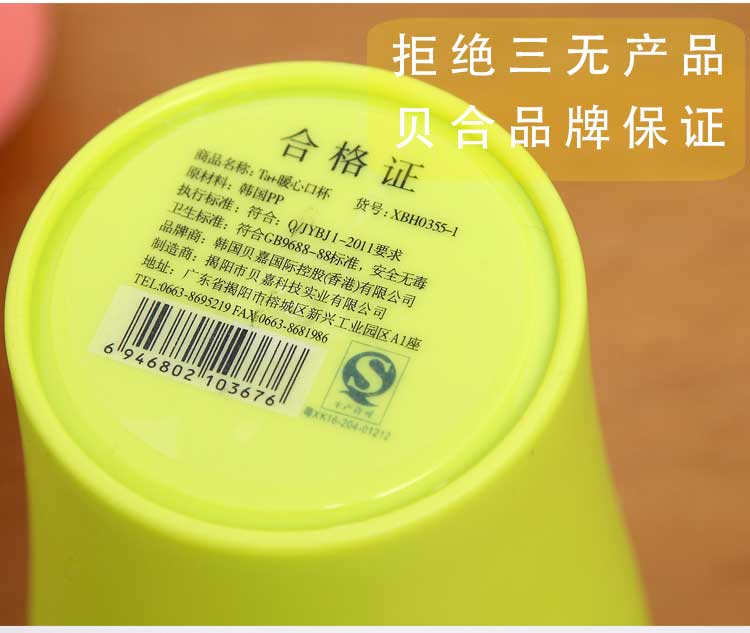 拒绝三无产品
贝合品牌保证
合格证
商品名称：Ta+暖心口杯 货号：XBH0355-1
原材料：韩国PP
执行标准：符合：Q/JYBJ1-2011要求
卫生标准：符合GB9688-88标准，安全无毒
品牌商：韩国贝嘉国际控股(香港)有限公司
制造商：揭阳市贝嘉科技实业有限公司
地址：广东省揭阳市榕城区新兴工业园区A1座
TEL:0663-8695219 FAX:0663-8681986
6 946802 103676
生产许可
粤XK16-204-01212